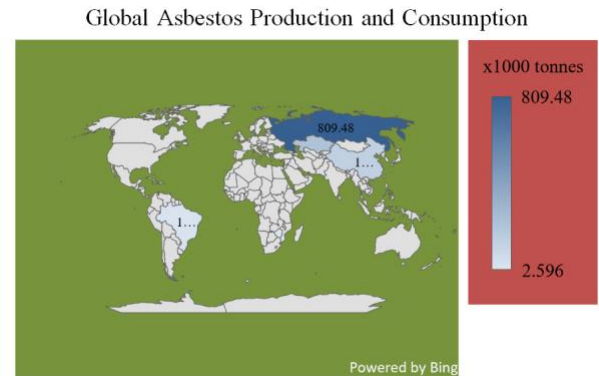 Global Asbestos Production and Consumption
x1000 tonnes
809.48
809.48
1...
1...
2.596
Powered by Bing